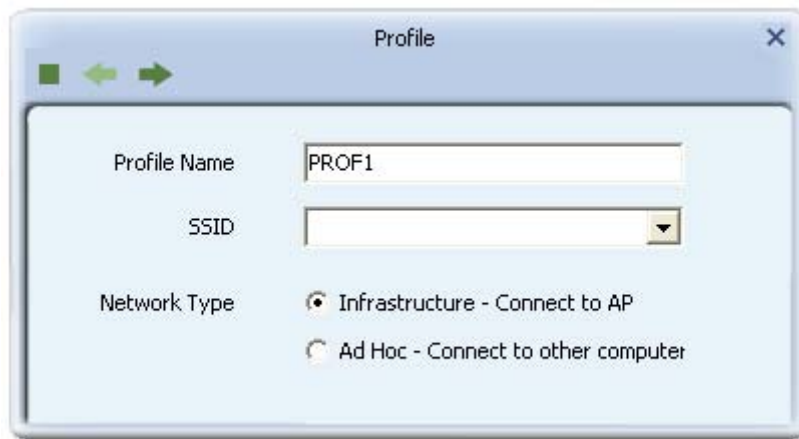 Profile
Profile Name
PROF1
SSID
Network Type
Infrastructure - Connect to AP
Ad Hoc - Connect to other computer